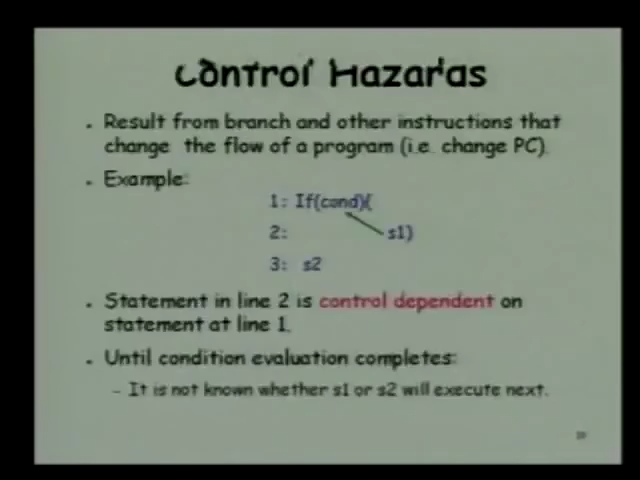 Control Hazards
• Result from branch and other instructions that
change the flow of a program (i.e. change PC).
• Example:
1: If(cond){
2: s1}
3: s2
• Statement in line 2 is control dependent on
statement at line 1.
• Until condition evaluation completes:
– It is not known whether s1 or s2 will execute next.